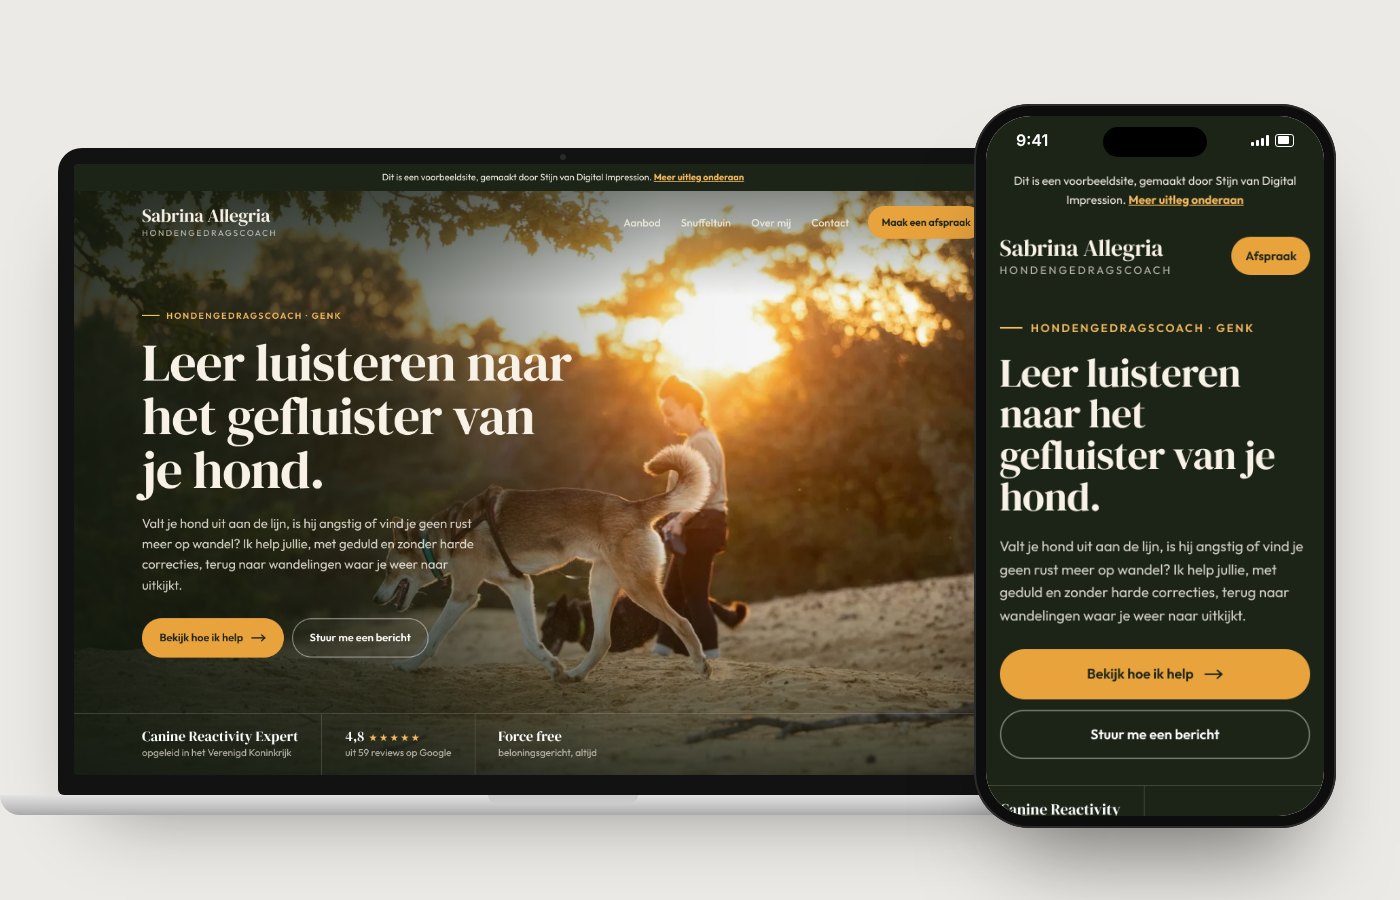 Dit is een voorbeeldsite, gemaakt door Stijn van Digital Impression. Meer uitleg onderaan
Sabrina Allegria
HONDENGEDRAGSCOACH
Aanbod Snuffeltuin Over mij Contact Maak een afspraak
HONDENGEDRAGSCOACH · GENK
Leer luisteren naar
het gefluister van
je hond.
Valt je hond uit aan de lijn, is hij angstig of vind je geen rust
meer op wandel? Ik help jullie, met geduld en zonder harde
correcties, terug naar wandelingen waar je weer naar
uitkijkt.
Bekijk hoe ik help → Stuur me een bericht
Canine Reactivity Expert
opgeleid in het Verenigd Koninkrijk
4,8 ★★★★★
uit 59 reviews op Google
Force free
beloningsgericht, altijd
9:41
Dit is een voorbeeldsite, gemaakt door Stijn van Digital
Impression. Meer uitleg onderaan
Sabrina Allegria
HONDENGEDRAGSCOACH
Afspraak
HONDENGEDRAGSCOACH · GENK
Leer luisteren
naar het
gefluister van je
hond.
Valt je hond uit aan de lijn, is hij angstig of vind je
geen rust meer op wandel? Ik help jullie, met
geduld en zonder harde correcties, terug naar
wandelingen waar je weer naar uitkijkt.
Bekijk hoe ik help →
Stuur me een bericht
Canine Reactivity